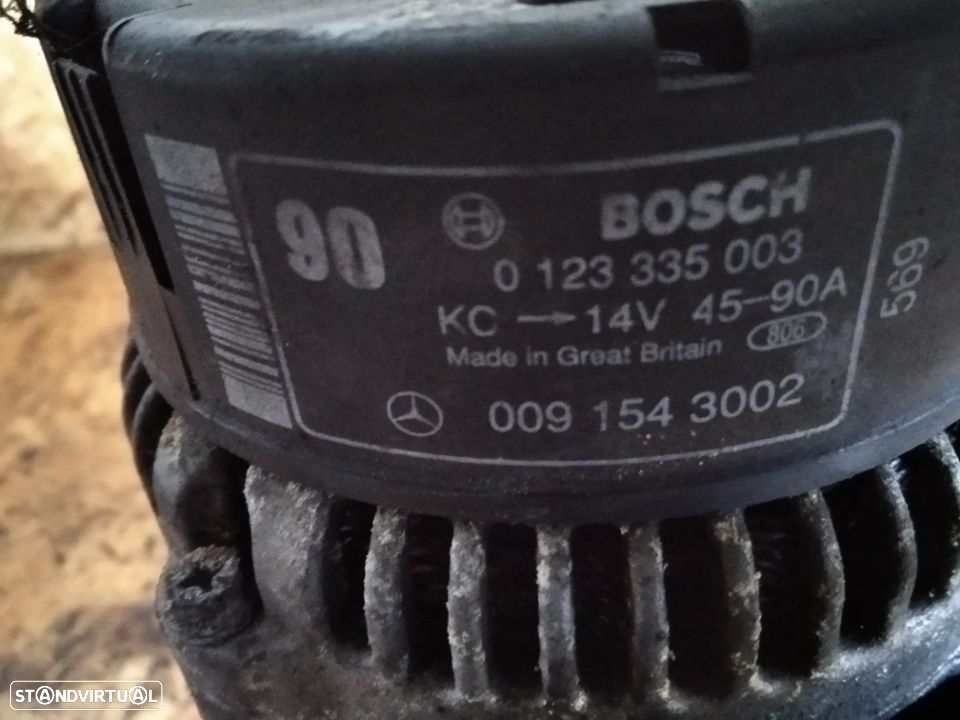 90
BOSCH
0 123 335 003
KC → 14V 45-90A
Made in Great Britain
806
009 154 3002
569
STANDVIRTUAL